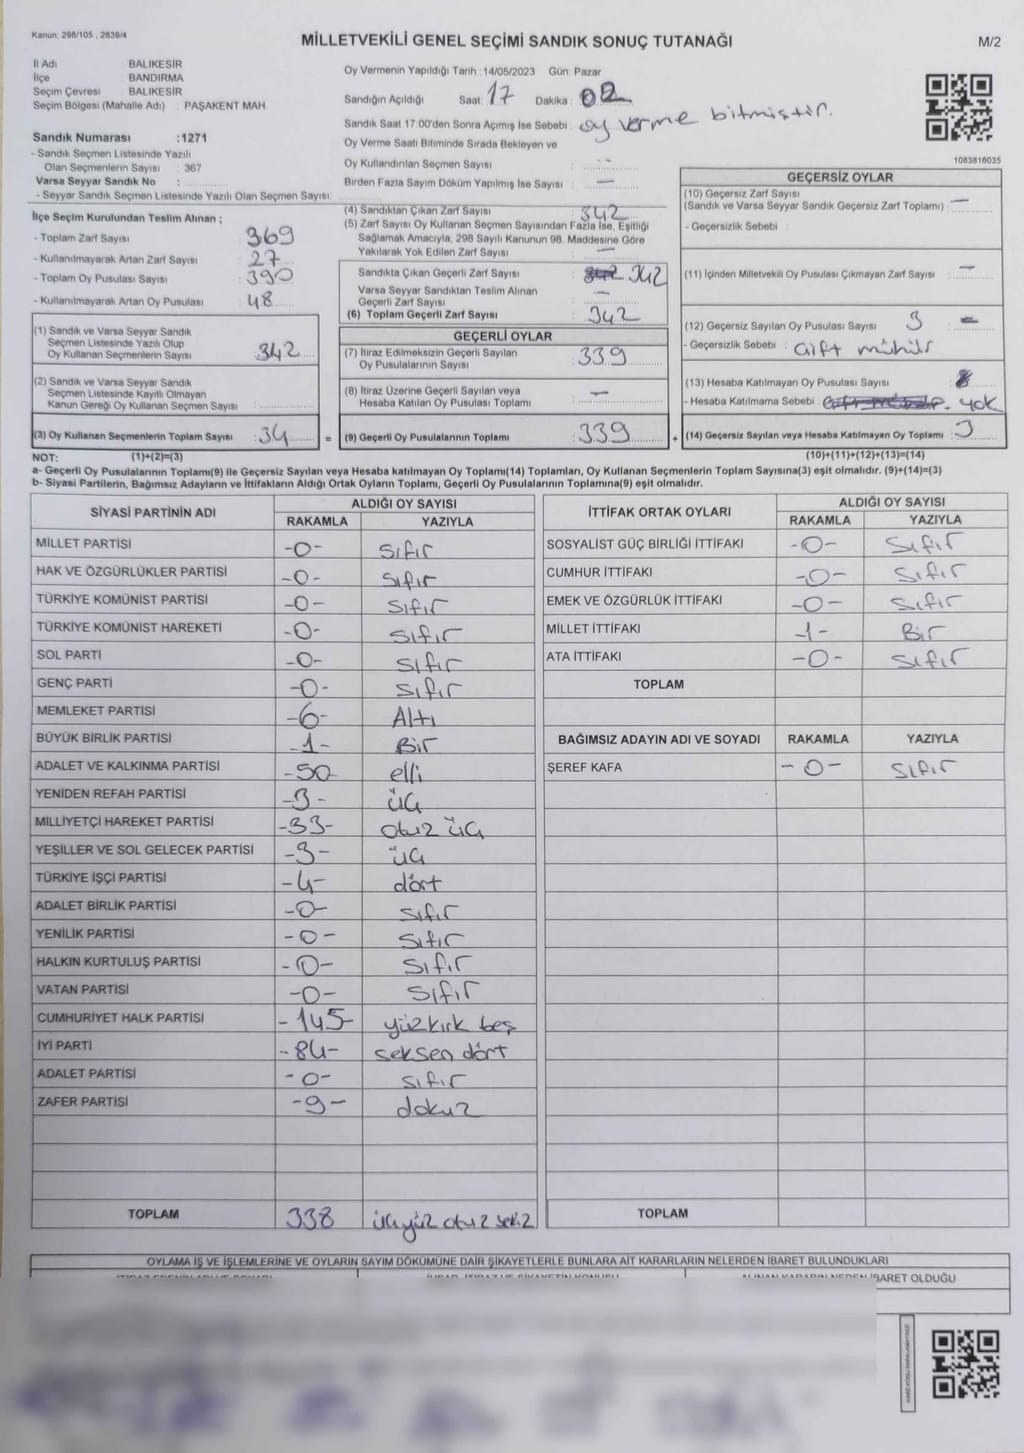 Kanun: 298/105 , 2839/4
MİLLETVEKİLİ GENEL SEÇİMİ SANDIK SONUÇ TUTANAĞI
M/2
İl Adı : BALIKESİR
İlçe : BANDIRMA
Seçim Çevresi : BALIKESİR
Seçim Bölgesi (Mahalle Adı) : PAŞAKENT MAH.
Sandık Numarası :1271
- Sandık Seçmen Listesinde Yazılı
Olan Seçmenlerin Sayısı : 367
Varsa Seyyar Sandık No :
- Seyyar Sandık Seçmen Listesinde Yazılı Olan Seçmen Sayısı:
Oy Vermenin Yapıldığı Tarih :14/05/2023 Gün: Pazar
Sandığın Açıldığı Saat: 17 Dakika : 02
Sandık Saat 17:00'den Sonra Açımış İse Sebebi : oy verme bitmiştir.
Oy Verme Saati Bitiminde Sırada Bekleyen ve
Oy Kullandırılan Seçmen Sayısı : --
Birden Fazla Sayım Döküm Yapılmış İse Sayısı : —
1083816035
İlçe Seçim Kurulundan Teslim Alınan ;
- Toplam Zarf Sayısı : 369
- Kullanılmayarak Artan Zarf Sayısı : 27
- Toplam Oy Pusulası Sayısı : 390
- Kullanılmayarak Artan Oy Pusulası : 48
(1) Sandık ve Varsa Seyyar Sandık
Seçmen Listesinde Yazılı Olup
Oy Kullanan Seçmenlerin Sayısı : 342
(2) Sandık ve Varsa Seyyar Sandık
Seçmen Listesinde Kayıtlı Olmayan
Kanun Gereği Oy Kullanan Seçmen Sayısı :
(3) Oy Kullanan Seçmenlerin Toplam Sayısı : 34 =
(4) Sandıktan Çıkan Zarf Sayısı : 342
(5) Zarf Sayısı Oy Kullanan Seçmen Sayısından Fazla İse, Eşitliği
Sağlamak Amacıyla, 298 Sayılı Kanunun 98. Maddesine Göre
Yakılarak Yok Edilen Zarf Sayısı : —
Sandıkta Çıkan Geçerli Zarf Sayısı : 342
Varsa Seyyar Sandıktan Teslim Alınan
Geçerli Zarf Sayısı : —
(6) Toplam Geçerli Zarf Sayısı : 342
GEÇERLİ OYLAR
(7) İtiraz Edilmeksizin Geçerli Sayılan
Oy Pusulalarının Sayısı : 339
(8) İtiraz Üzerine Geçerli Sayılan veya
Hesaba Katılan Oy Pusulası Toplamı : —
(9) Geçerli Oy Pusulalarının Toplamı : 339 +
GEÇERSİZ OYLAR
(10) Geçersiz Zarf Sayısı
(Sandık ve Varsa Seyyar Sandık Geçersiz Zarf Toplamı) : —
- Geçersizlik Sebebi :
(11) İçinden Milletvekili Oy Pusulası Çıkmayan Zarf Sayısı : —
(12) Geçersiz Sayılan Oy Pusulası Sayısı : 3 —
- Geçersizlik Sebebi : Çift mühür
(13) Hesaba Katılmayan Oy Pusulası Sayısı :
- Hesaba Katılmama Sebebi : yok
(14) Geçersiz Sayılan veya Hesaba Katılmayan Oy Toplamı : 3
NOT: (1)+(2)=(3) (10)+(11)+(12)+(13)=(14)
a- Geçerli Oy Pusulalarının Toplamı(9) ile Geçersiz Sayılan veya Hesaba katılmayan Oy Toplamı(14) Toplamları, Oy Kullanan Seçmenlerin Toplam Sayısına(3) eşit olmalıdır. (9)+(14)=(3)
b- Siyasi Partilerin, Bağımsız Adayların ve İttifakların Aldığı Ortak Oyların Toplamı, Geçerli Oy Pusulalarının Toplamına(9) eşit olmalıdır.
SİYASİ PARTİNİN ADI ALDIĞI OY SAYISI
RAKAMLA YAZIYLA
MİLLET PARTİSİ -0- Sıfır
HAK VE ÖZGÜRLÜKLER PARTİSİ -0- Sıfır
TÜRKİYE KOMÜNİST PARTİSİ -0- Sıfır
TÜRKİYE KOMÜNİST HAREKETİ -0- Sıfır
SOL PARTİ -0- Sıfır
GENÇ PARTİ -0- Sıfır
MEMLEKET PARTİSİ -6- Altı
BÜYÜK BİRLİK PARTİSİ -1- Bir
ADALET VE KALKINMA PARTİSİ -50- elli
YENİDEN REFAH PARTİSİ -3- üç
MİLLİYETÇİ HAREKET PARTİSİ -33- otuz üç
YEŞİLLER VE SOL GELECEK PARTİSİ -3- üç
TÜRKİYE İŞÇİ PARTİSİ -4- dört
ADALET BİRLİK PARTİSİ -0- Sıfır
YENİLİK PARTİSİ -0- Sıfır
HALKIN KURTULUŞ PARTİSİ -0- Sıfır
VATAN PARTİSİ -0- Sıfır
CUMHURİYET HALK PARTİSİ -145- yüzkırk beş
İYİ PARTİ -84- seksen dört
ADALET PARTİSİ -0- sıfır
ZAFER PARTİSİ -9- dokuz
TOPLAM 338 üçyüz otuz sekiz
İTTİFAK ORTAK OYLARI ALDIĞI OY SAYISI
RAKAMLA YAZIYLA
SOSYALİST GÜÇ BİRLİĞİ İTTİFAKI -0- Sıfır
CUMHUR İTTİFAKI -0- Sıfır
EMEK VE ÖZGÜRLÜK İTTİFAKI -0- Sıfır
MİLLET İTTİFAKI -1- Bir
ATA İTTİFAKI -0- Sıfır
TOPLAM
BAĞIMSIZ ADAYIN ADI VE SOYADI RAKAMLA YAZIYLA
ŞEREF KAFA -0- Sıfır
TOPLAM
OYLAMA İŞ VE İŞLEMLERİNE VE OYLARIN SAYIM DÖKÜMÜNE DAİR ŞİKAYETLERLE BUNLARA AİT KARARLARIN NELERDEN İBARET BULUNDUKLARI
ALINAN KARARIN NEDEN İBARET OLDUĞU